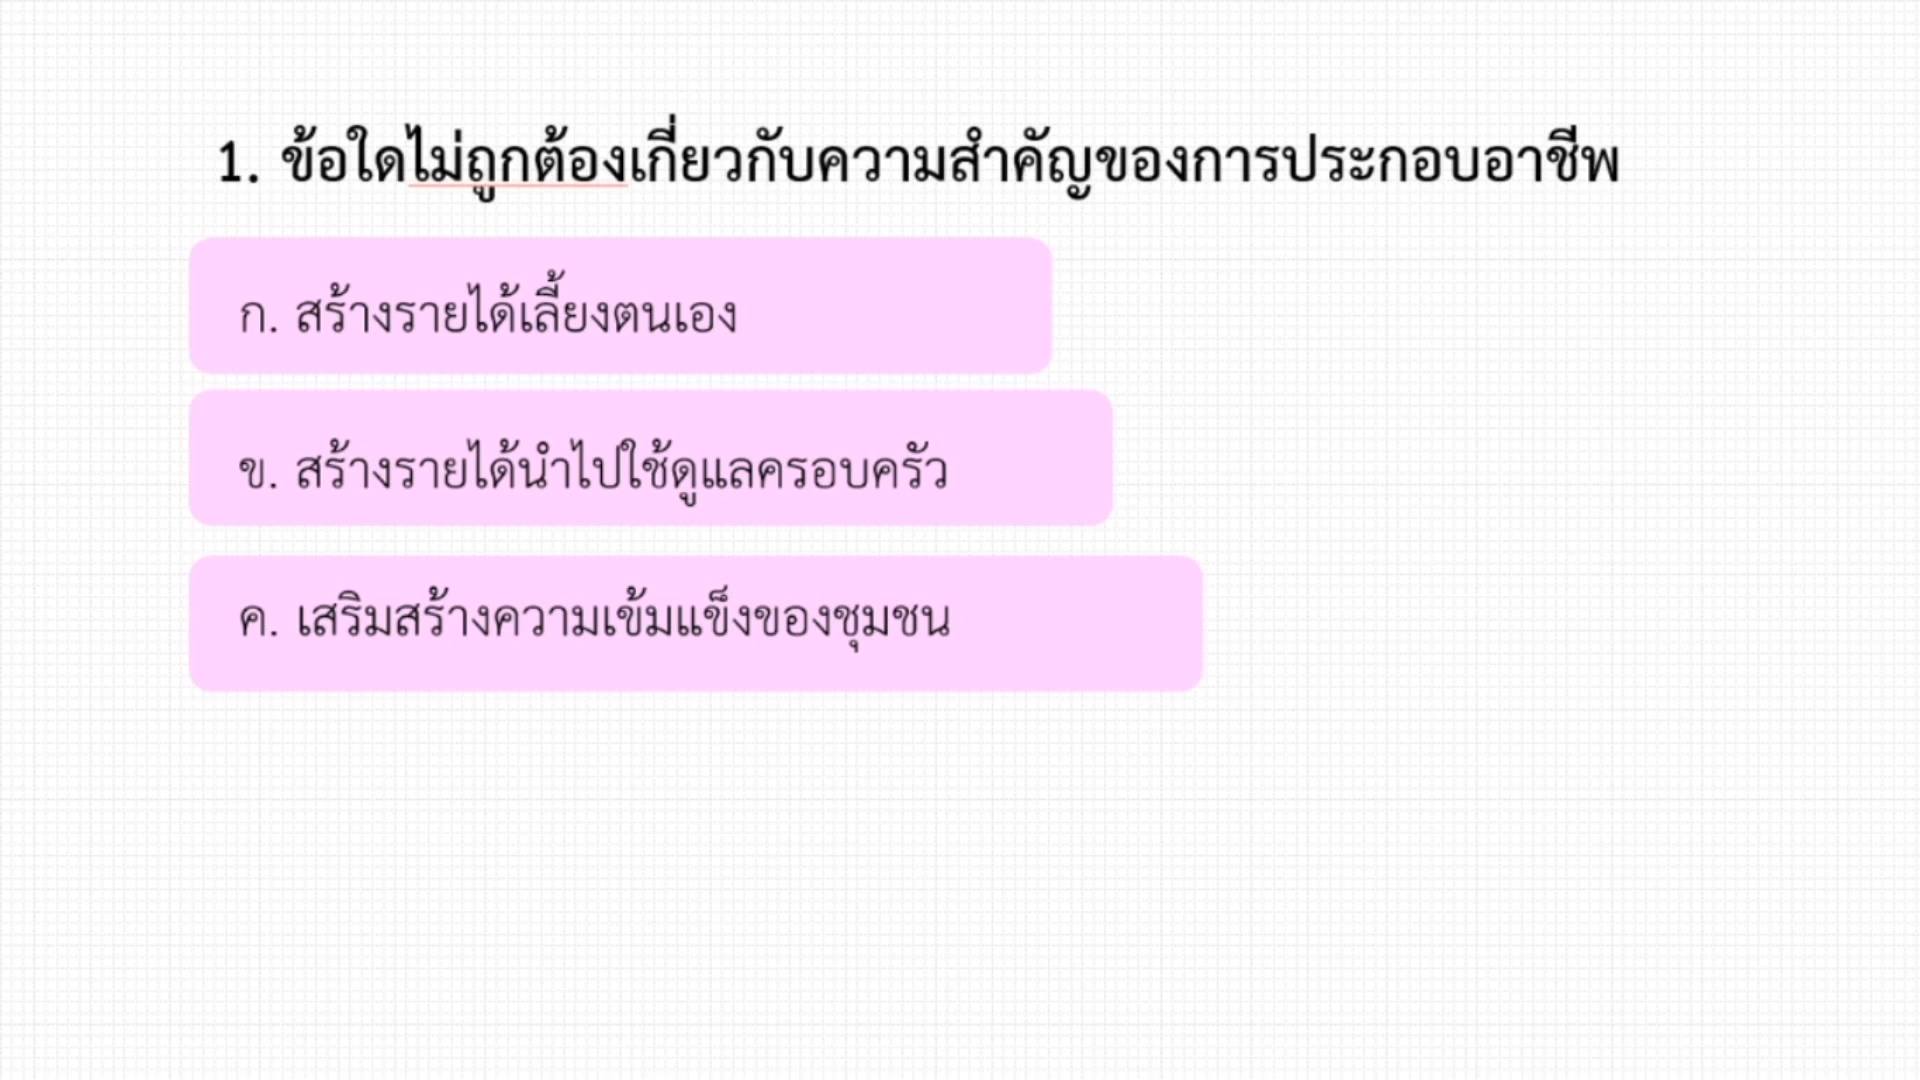 1. ข้อใดไม่ถูกต้องเกี่ยวกับความสำคัญของการประกอบอาชีพ
ก. สร้างรายได้เลี้ยงตนเอง
ข. สร้างรายได้นำไปใช้ดูแลครอบครัว
ค. เสริมสร้างความเข้มแข็งของชุมชน